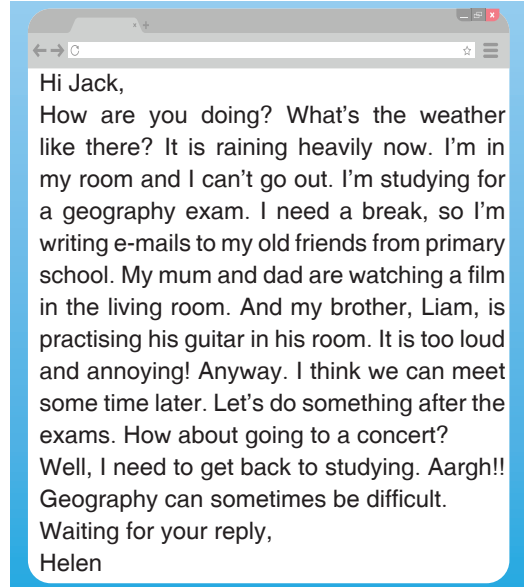 Hi Jack,
How are you doing? What's the weather
like there? It is raining heavily now. I'm in
my room and I can't go out. I'm studying for
a geography exam. I need a break, so I'm
writing e-mails to my old friends from primary
school. My mum and dad are watching a film
in the living room. And my brother, Liam, is
practising his guitar in his room. It is too loud
and annoying! Anyway. I think we can meet
some time later. Let's do something after the
exams. How about going to a concert?
Well, I need to get back to studying. Aargh!!
Geography can sometimes be difficult.
Waiting for your reply,
Helen